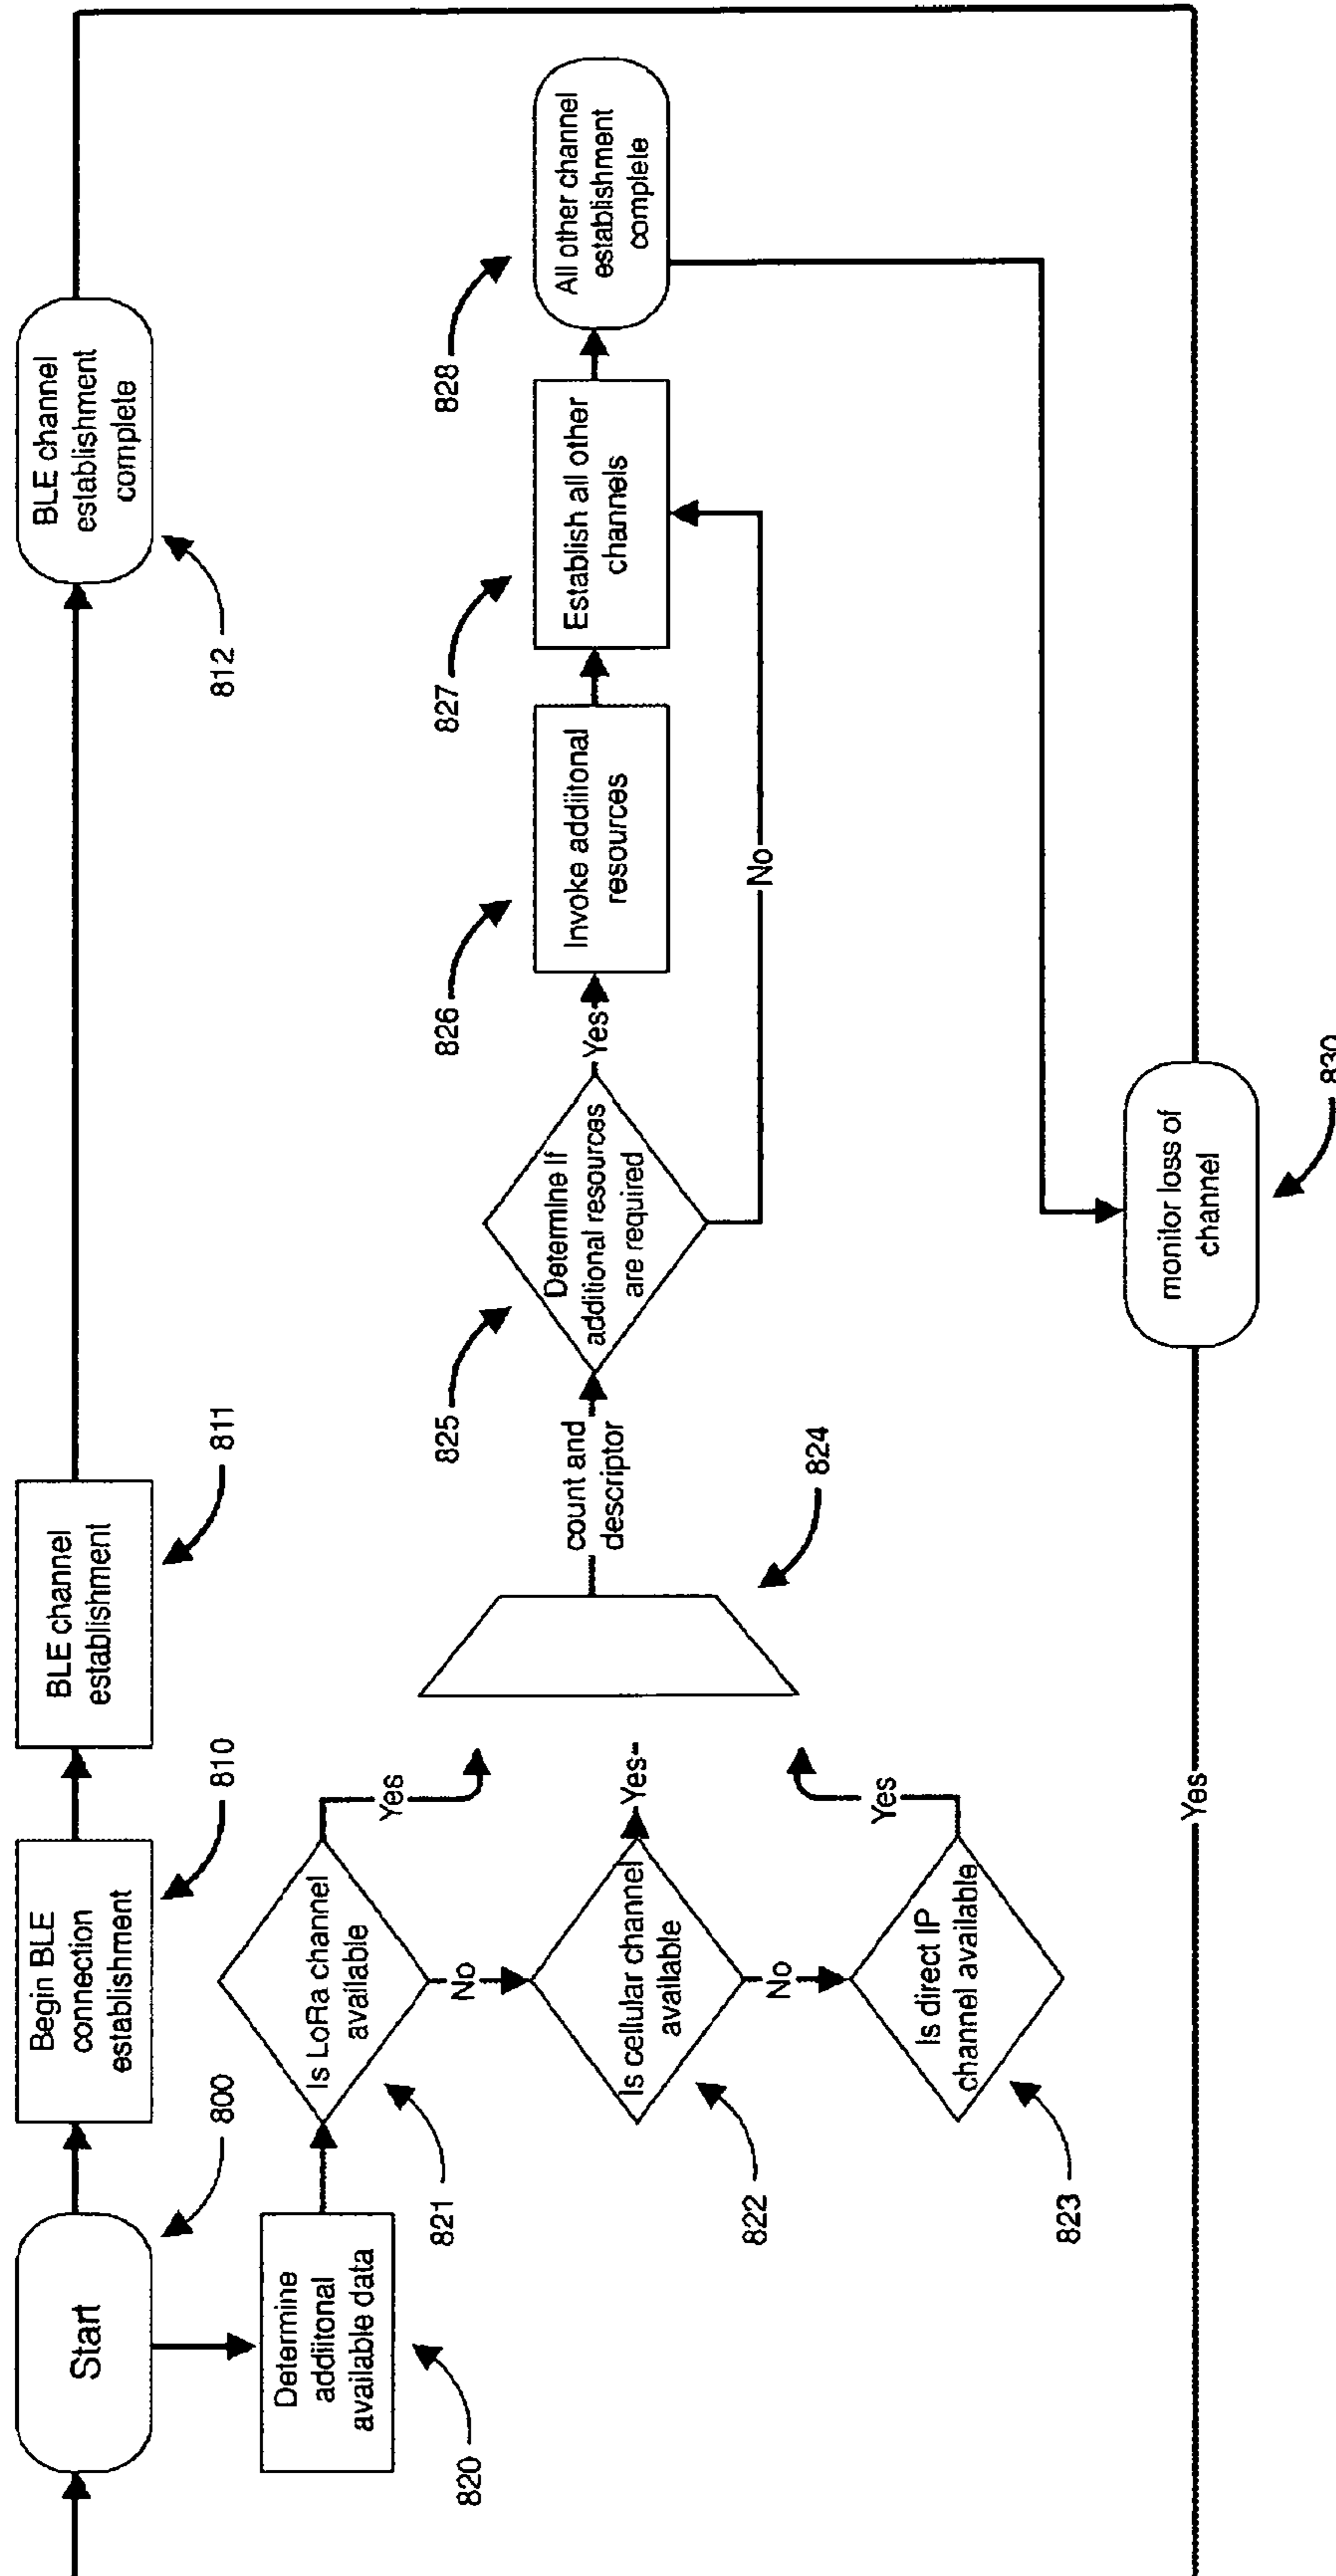 Start
800
Begin BLE
connection
establishment
810
BLE channel
establishment
811
BLE channel
establishment
complete
812
Determine
addiitonal
available data
820
Is LoRa channel
available
821
Yes
No
Is cellular channel
available
822
Yes
No
Is direct IP
channel available
823
Yes
824
count and
descriptor
Determine If
additional resources
are required
825
Yes
No
Invoke addiitonal
resources
826
Establish all other
channels
827
All other channel
establishment
complete
828
monitor loss of
channel
830
Yes